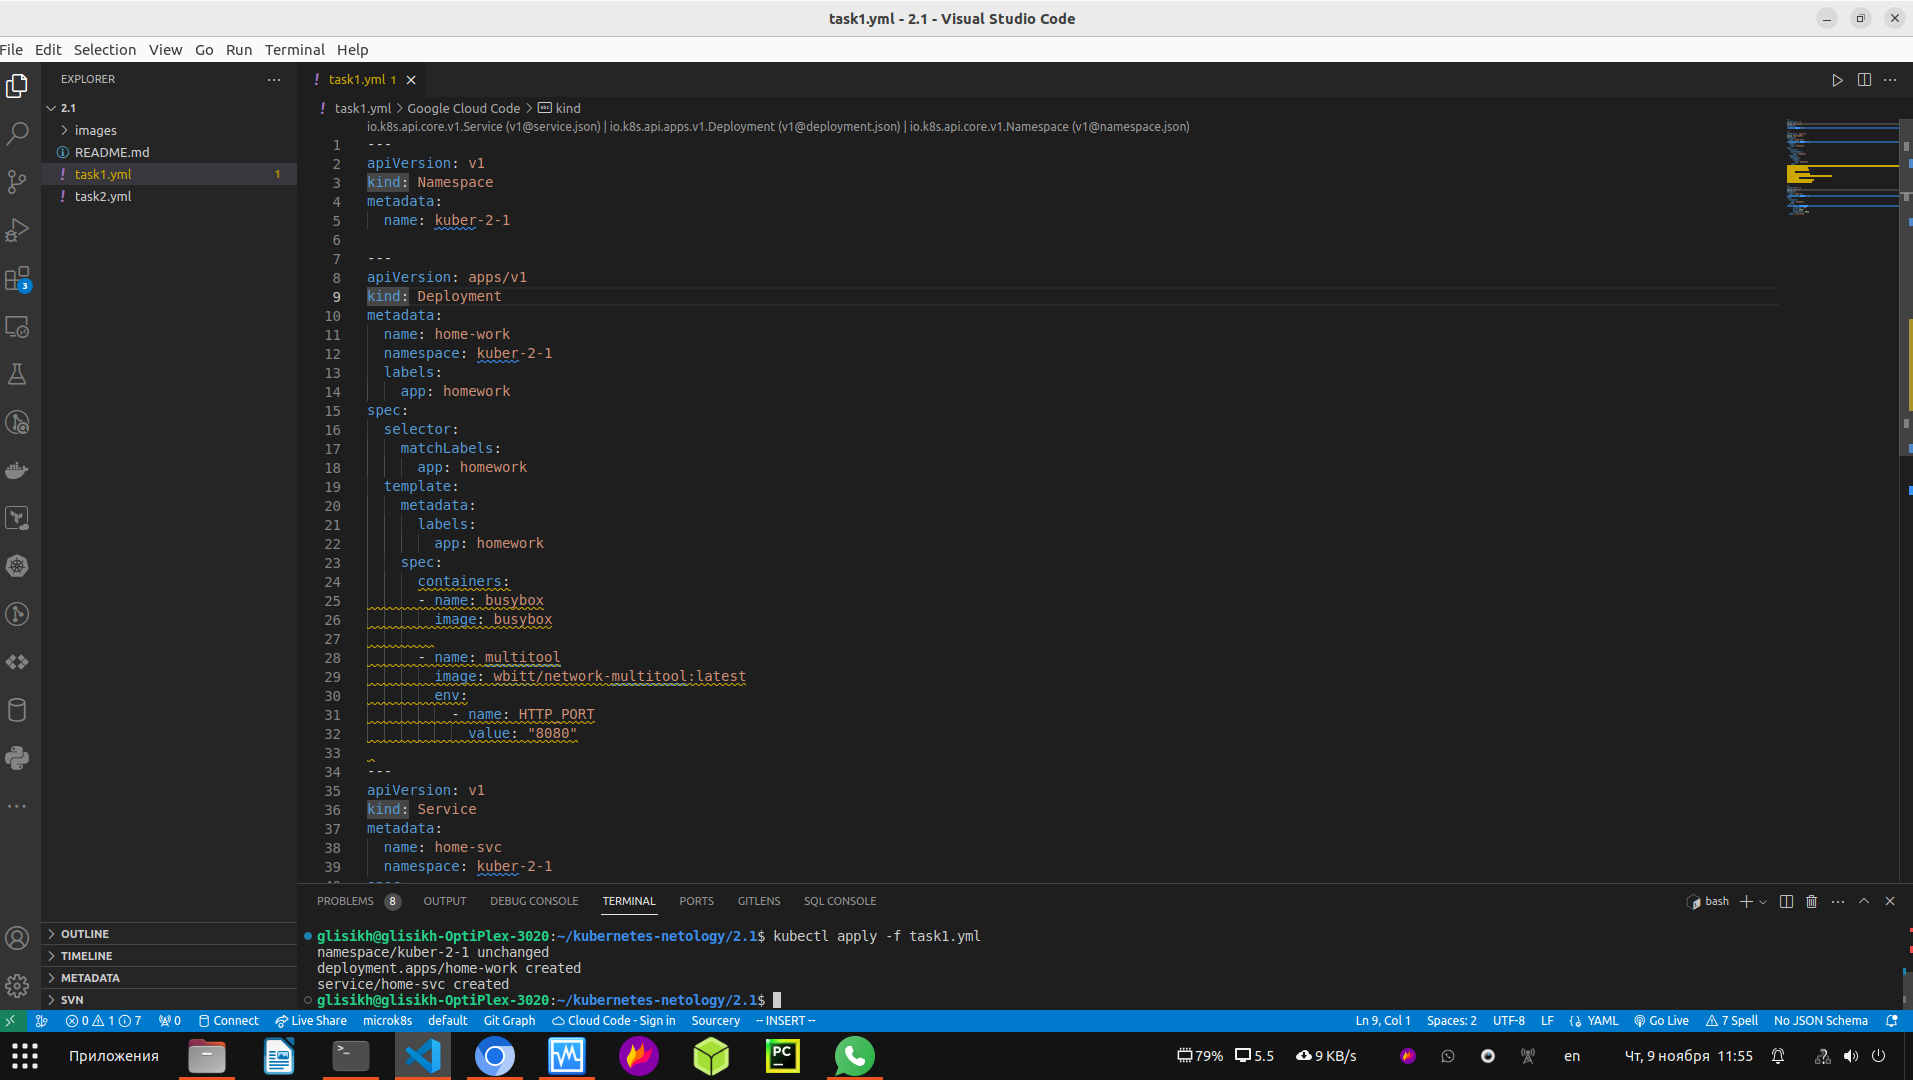 task1.yml - 2.1 - Visual Studio Code
File Edit Selection View Go Run Terminal Help
EXPLORER
2.1
images
README.md
task1.yml 1
task2.yml
OUTLINE
TIMELINE
METADATA
SVN
3
task1.yml 1
task1.yml > Google Cloud Code > kind
io.k8s.api.core.v1.Service (v1@service.json) | io.k8s.api.apps.v1.Deployment (v1@deployment.json) | io.k8s.api.core.v1.Namespace (v1@namespace.json)
1 ---
2 apiVersion: v1
3 kind: Namespace
4 metadata:
5 name: kuber-2-1
6
7 ---
8 apiVersion: apps/v1
9 kind: Deployment
10 metadata:
11 name: home-work
12 namespace: kuber-2-1
13 labels:
14 app: homework
15 spec:
16 selector:
17 matchLabels:
18 app: homework
19 template:
20 metadata:
21 labels:
22 app: homework
23 spec:
24 containers:
25 - name: busybox
26 image: busybox
27
28 - name: multitool
29 image: wbitt/network-multitool:latest
30 env:
31 - name: HTTP_PORT
32 value: "8080"
33
34 ---
35 apiVersion: v1
36 kind: Service
37 metadata:
38 name: home-svc
39 namespace: kuber-2-1
PROBLEMS 8 OUTPUT DEBUG CONSOLE TERMINAL PORTS GITLENS SQL CONSOLE
bash
glisikh@glisikh-OptiPlex-3020:~/kubernetes-netology/2.1$ kubectl apply -f task1.yml
namespace/kuber-2-1 unchanged
deployment.apps/home-work created
service/home-svc created
glisikh@glisikh-OptiPlex-3020:~/kubernetes-netology/2.1$
0 1 7 0 Connect Live Share microk8s default Git Graph Cloud Code - Sign in Sourcery -- INSERT -- Ln 9, Col 1 Spaces: 2 UTF-8 LF YAML Go Live 7 Spell No JSON Schema
Приложения PC 79% 5.5 9 KB/s en Чт, 9 ноября 11:55